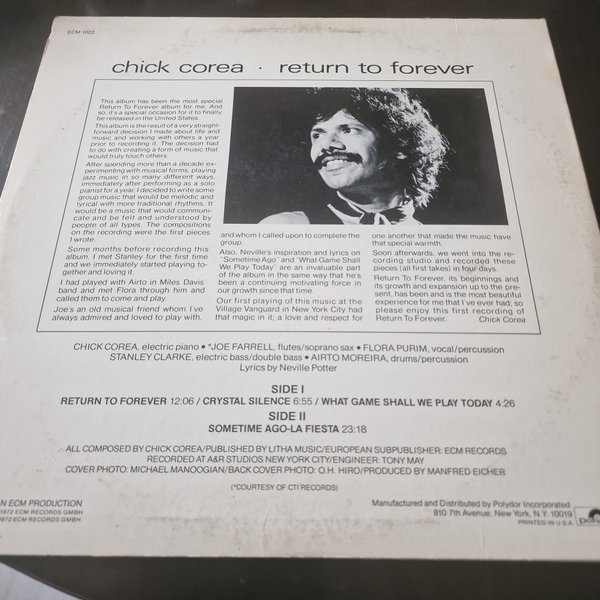 ECM 1022
chick corea · return to forever
This album has been the most special
Return To Forever album for me. And
so, it's a special occasion for it to finally
be released in the United States.
This album is the result of a very straight-
forward decision I made about life and
music and working with others a year
prior to recording it. The decision had
to do with creating a form of music that
would truly touch others.
After spending more than a decade ex-
perimenting with musical forms, playing
jazz music in so many different ways,
immediately after performing as a solo
pianist for a year, I decided to write some
group music that would be melodic and
lyrical with more traditional rhythms. It
would be a music that would communi-
cate and be felt and understood by
people of all types. The compositions
on the recording were the first pieces
I wrote.
Some months before recording this
album, I met Stanley for the first time
and we immediately started playing to-
gether and loving it.
I had played with Airto in Miles Davis'
band and met Flora through him and
called them to come and play.
Joe's an old musical friend whom I've
always admired and loved to play with,
and whom I called upon to complete the
group.
Also, Neville's inspiration and lyrics on
"Sometime Ago" and "What Game Shall
We Play Today" are an invaluable part
of the album in the same way that he's
been a continuing motivating force in
our growth since that time.
Our first playing of this music at the
Village Vanguard in New York City had
that magic in it; a love and respect for
one another that made the music have
that special warmth.
Soon afterwards, we went into the re-
cording studio and recorded these
pieces (all first takes) in four days.
Return To Forever, its beginnings and
its growth and expansion up to the pre-
sent, has been and is the most beautiful
experience for me that I've ever had; so
please enjoy this first recording of
Return To Forever. Chick Corea
CHICK COREA, electric piano • *JOE FARRELL, flutes/soprano sax • FLORA PURIM, vocal/percussion
STANLEY CLARKE, electric bass/double bass • AIRTO MOREIRA, drums/percussion
Lyrics by Neville Potter
SIDE I
RETURN TO FOREVER 12:06 / CRYSTAL SILENCE 6:55 / WHAT GAME SHALL WE PLAY TODAY 4:26
SIDE II
SOMETIME AGO-LA FIESTA 23:18
ALL COMPOSED BY CHICK COREA/PUBLISHED BY LITHA MUSIC/EUROPEAN SUBPUBLISHER: ECM RECORDS
RECORDED AT A&R STUDIOS NEW YORK CITY/ENGINEER: TONY MAY
COVER PHOTO: MICHAEL MANOOGIAN/BACK COVER PHOTO: O.H. HIRO/PRODUCED BY MANFRED EICHER
(*COURTESY OF CTI RECORDS)
N ECM PRODUCTION
1972 ECM RECORDS GMBH
1972 ECM RECORDS GMBH
Manufactured and Distributed by Polydor Incorporated
810 7th Avenue, New York, N.Y. 10019
PRINTED IN U.S.A.